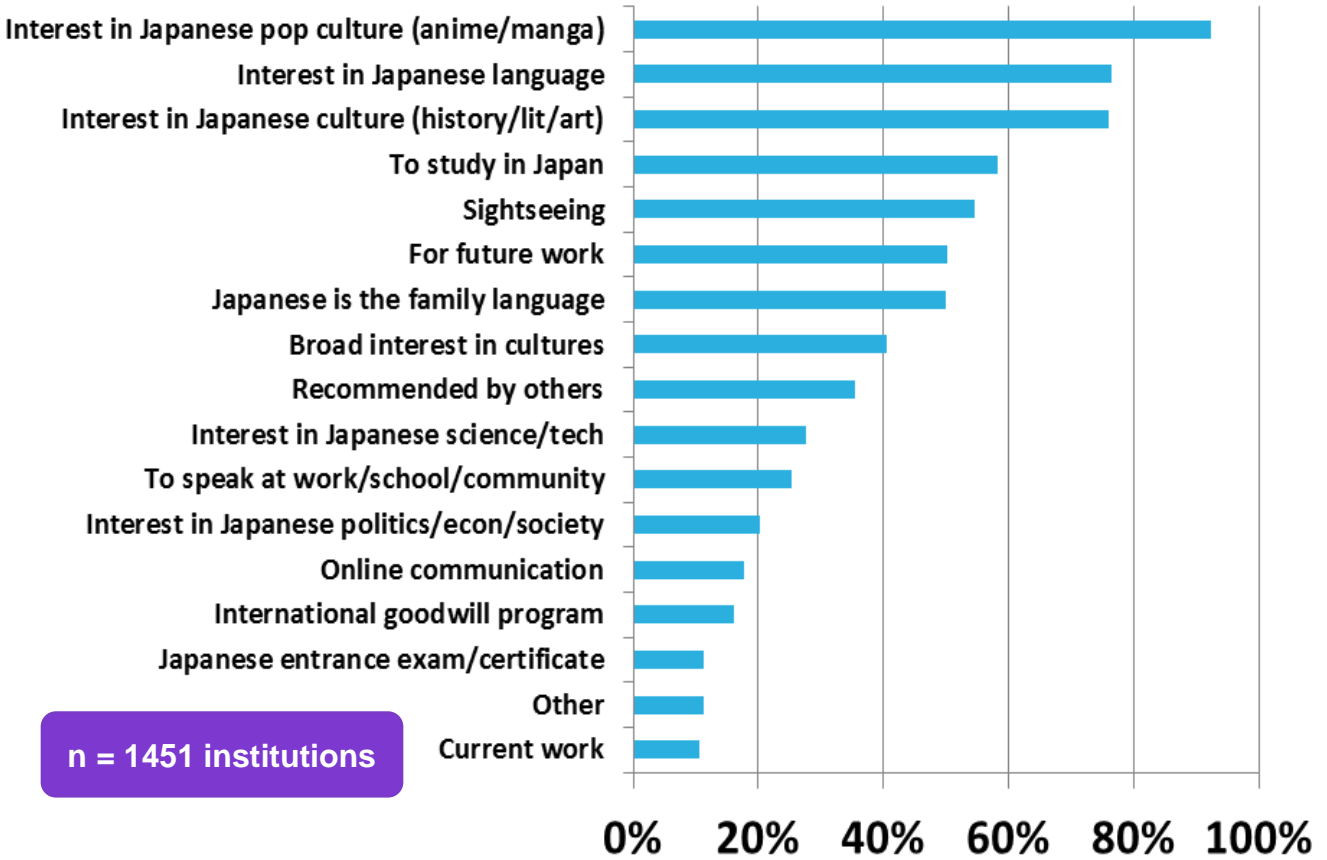 Interest in Japanese pop culture (anime/manga)
Interest in Japanese language
Interest in Japanese culture (history/lit/art)
To study in Japan
Sightseeing
For future work
Japanese is the family language
Broad interest in cultures
Recommended by others
Interest in Japanese science/tech
To speak at work/school/community
Interest in Japanese politics/econ/society
Online communication
International goodwill program
Japanese entrance exam/certificate
Other
Current work
n = 1451 institutions
0% 20% 40% 60% 80% 100%